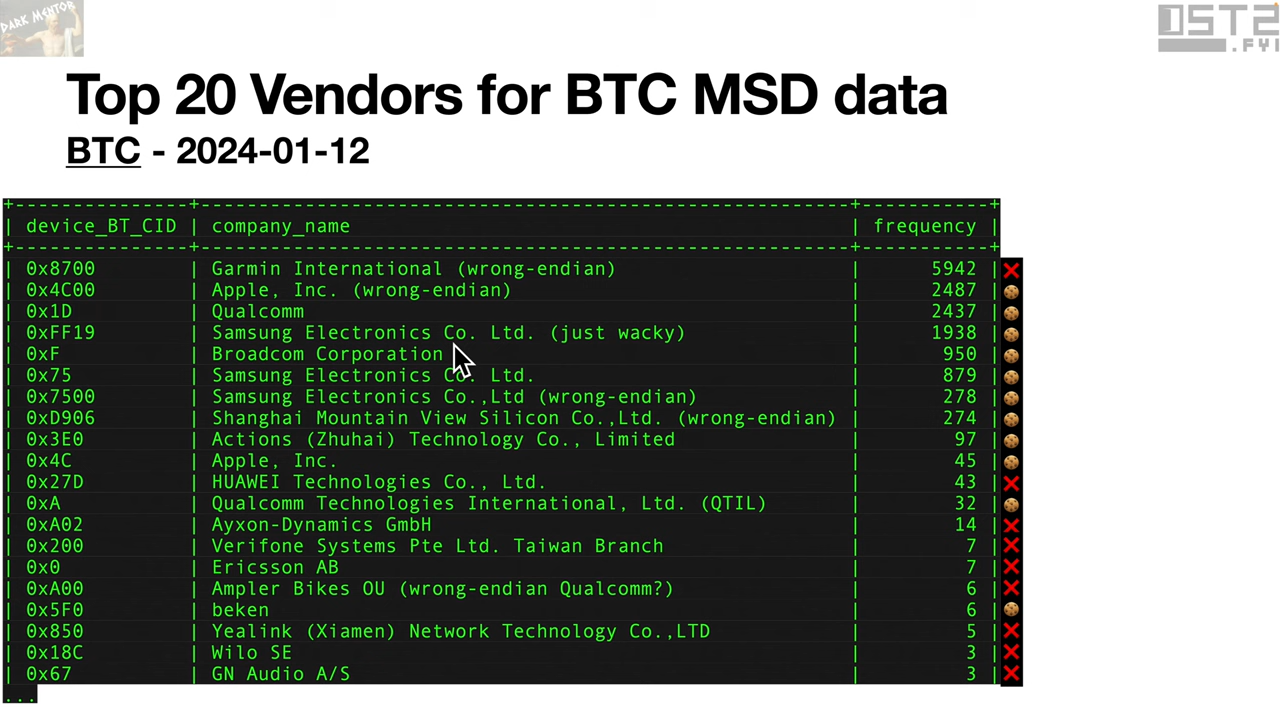 DARK MENTOR
OST2
.FYI
Top 20 Vendors for BTC MSD data
BTC - 2024-01-12
+---------------+--------------------------------------------------------+-----------+
| device_BT_CID | company_name | frequency |
+---------------+--------------------------------------------------------+-----------+
| 0x8700 | Garmin International (wrong-endian) | 5942 |
| 0x4C00 | Apple, Inc. (wrong-endian) | 2487 |
| 0x1D | Qualcomm | 2437 |
| 0xFF19 | Samsung Electronics Co. Ltd. (just wacky) | 1938 |
| 0xF | Broadcom Corporation | 950 |
| 0x75 | Samsung Electronics Co. Ltd. | 879 |
| 0x7500 | Samsung Electronics Co.,Ltd (wrong-endian) | 278 |
| 0xD906 | Shanghai Mountain View Silicon Co.,Ltd. (wrong-endian) | 274 |
| 0x3E0 | Actions (Zhuhai) Technology Co., Limited | 97 |
| 0x4C | Apple, Inc. | 45 |
| 0x27D | HUAWEI Technologies Co., Ltd. | 43 |
| 0xA | Qualcomm Technologies International, Ltd. (QTIL) | 32 |
| 0xA02 | Ayxon-Dynamics GmbH | 14 |
| 0x200 | Verifone Systems Pte Ltd. Taiwan Branch | 7 |
| 0x0 | Ericsson AB | 7 |
| 0xA00 | Ampler Bikes OU (wrong-endian Qualcomm?) | 6 |
| 0x5F0 | beken | 6 |
| 0x850 | Yealink (Xiamen) Network Technology Co.,LTD | 5 |
| 0x18C | Wilo SE | 3 |
| 0x67 | GN Audio A/S | 3 |
...